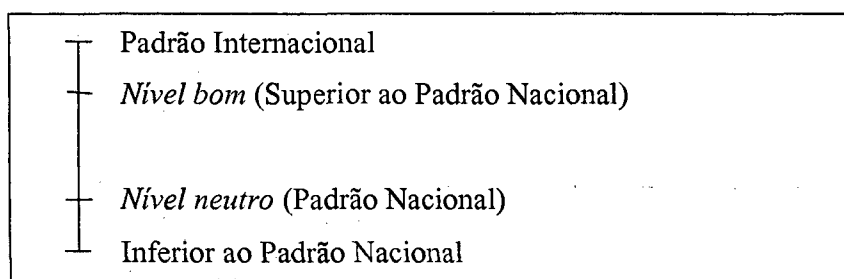 Padrão Internacional
Nível bom (Superior ao Padrão Nacional)
Nível neutro (Padrão Nacional)
Inferior ao Padrão Nacional